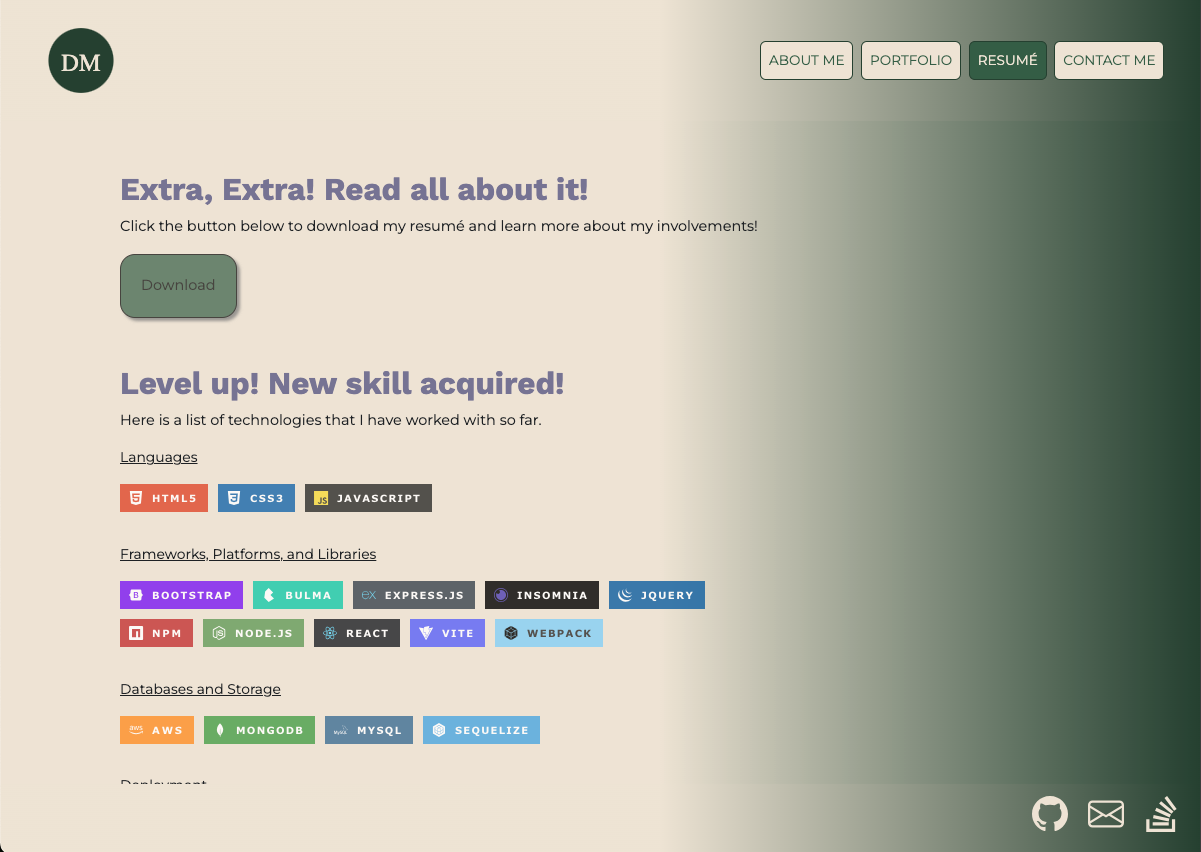 DM
ABOUT ME
PORTFOLIO
RESUMÉ
CONTACT ME
Extra, Extra! Read all about it!
Click the button below to download my resumé and learn more about my involvements!
Download
Level up! New skill acquired!
Here is a list of technologies that I have worked with so far.
Languages
HTML5
CSS3
JS JAVASCRIPT
Frameworks, Platforms, and Libraries
B BOOTSTRAP
BULMA
ex EXPRESS.JS
INSOMNIA
JQUERY
NPM
JS NODE.JS
REACT
VITE
WEBPACK
Databases and Storage
aws AWS
MONGODB
MySQL MYSQL
SEQUELIZE
Deployment